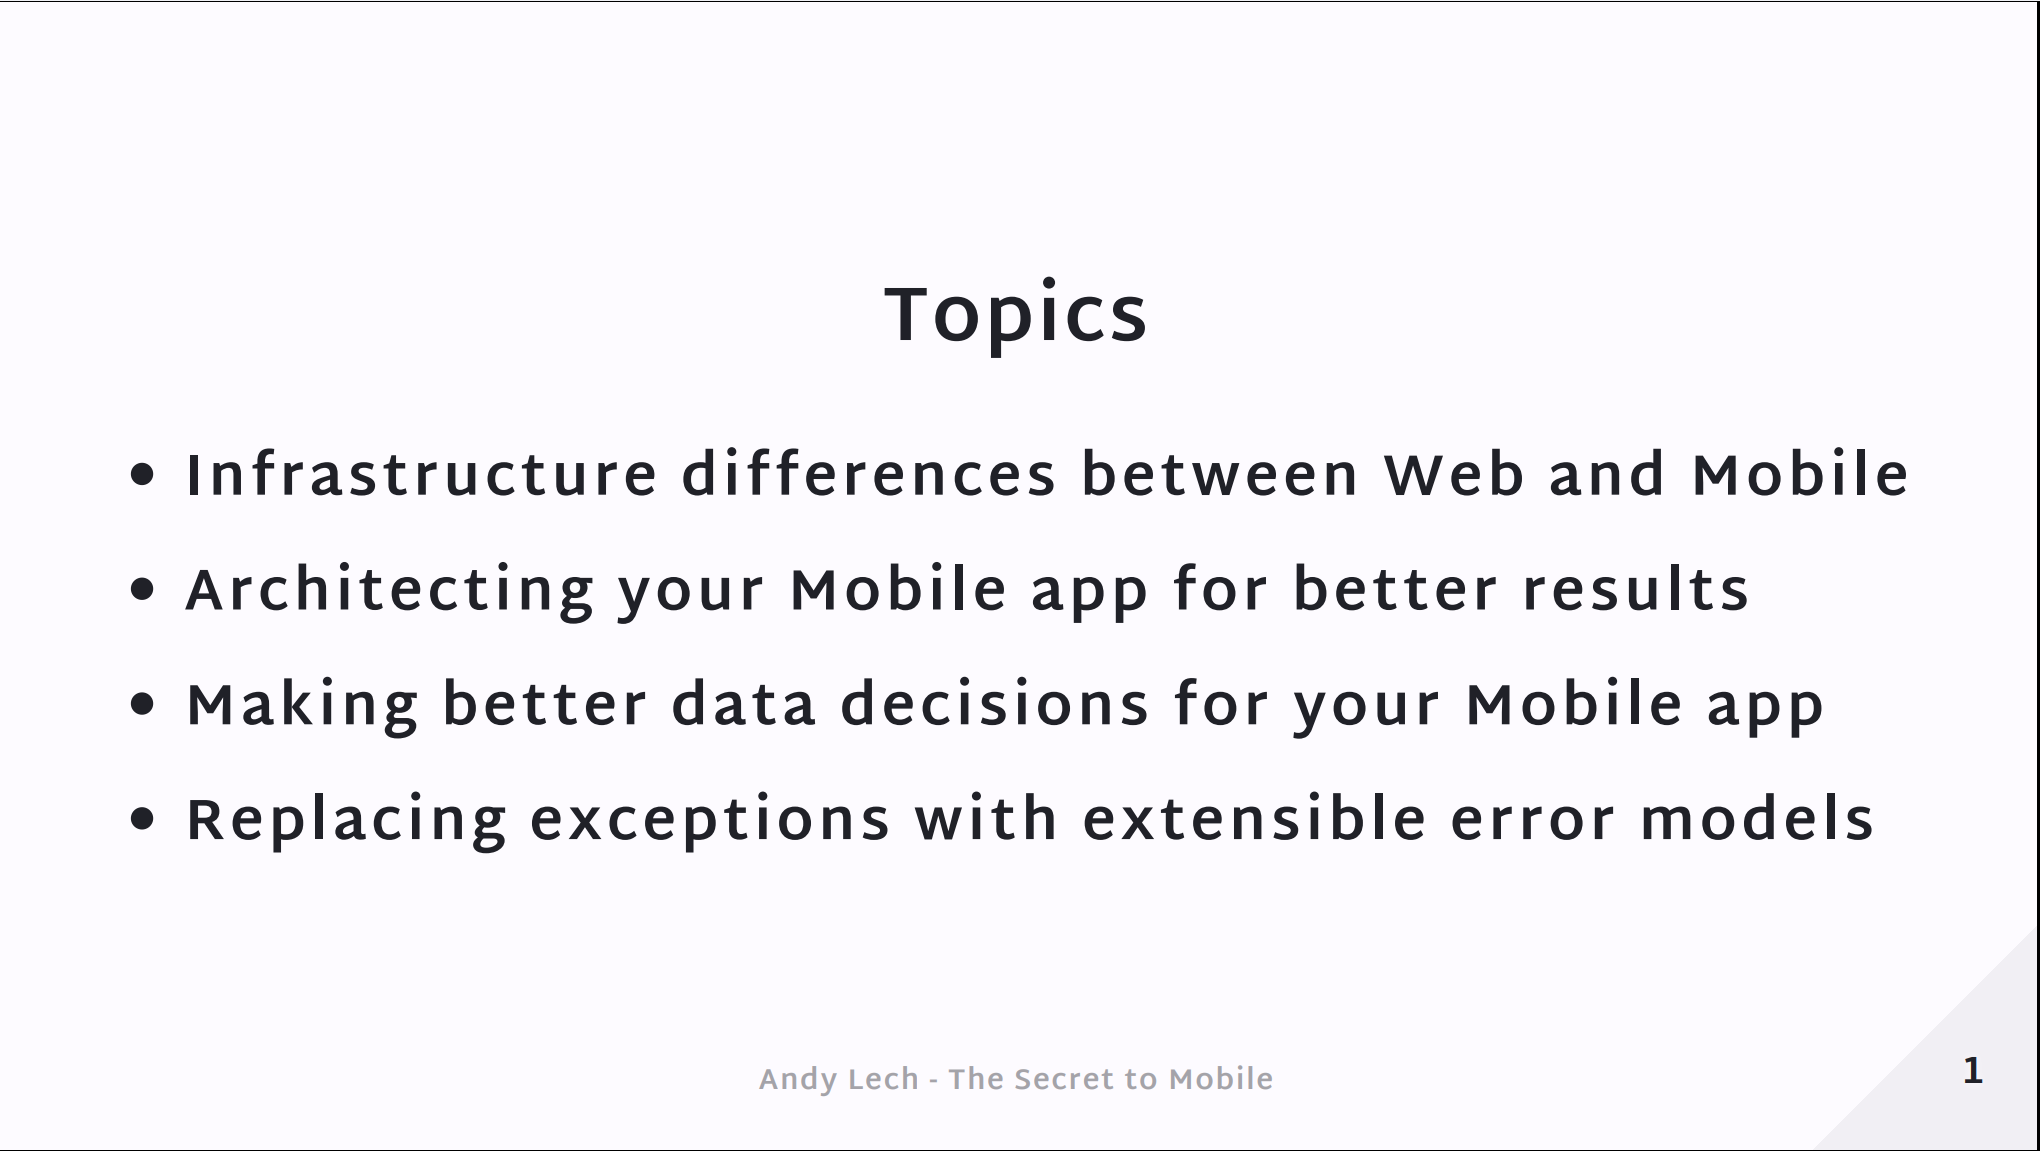 Topics
• Infrastructure differences between Web and Mobile
• Architecting your Mobile app for better results
• Making better data decisions for your Mobile app
• Replacing exceptions with extensible error models
Andy Lech - The Secret to Mobile
1